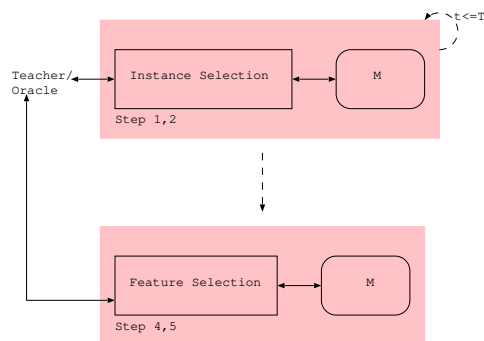 t<=T
Teacher/
Oracle
Instance Selection
M
Step 1,2
Feature Selection
M
Step 4,5